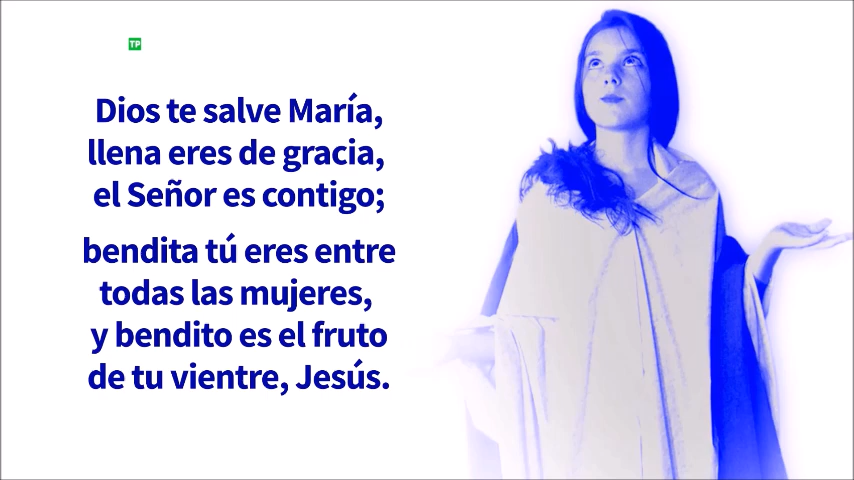 TP
Dios te salve María,
llena eres de gracia,
el Señor es contigo;
bendita tú eres entre
todas las mujeres,
y bendito es el fruto
de tu vientre, Jesús.